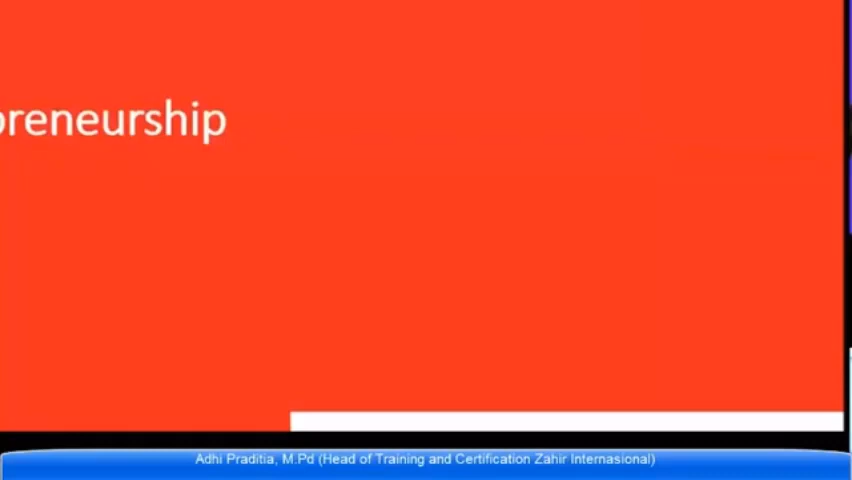 preneurship
Adhi Praditia, M.Pd (Head of Training and Certification Zahir Internasional)